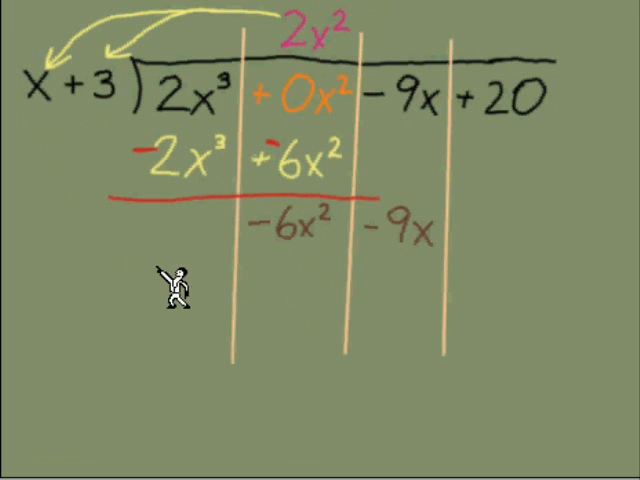 2x²
x + 3 ) 2x³ + 0x² - 9x + 20
- 2x³ + - 6x²
- 6x² - 9x